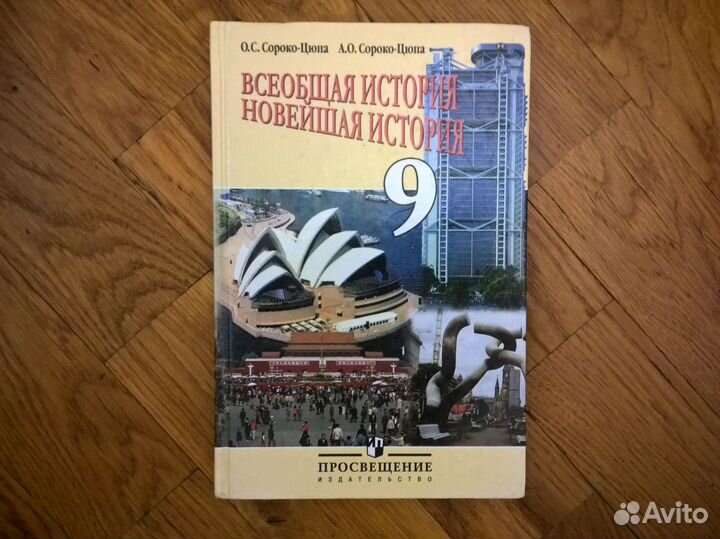 О.С. Сороко-Цюпа А.О. Сороко-Цюпа
ВСЕОБЩАЯ ИСТОРИЯ
НОВЕЙШАЯ ИСТОРИЯ
9
ПРОСВЕЩЕНИЕ
ИЗДАТЕЛЬСТВО
Avito